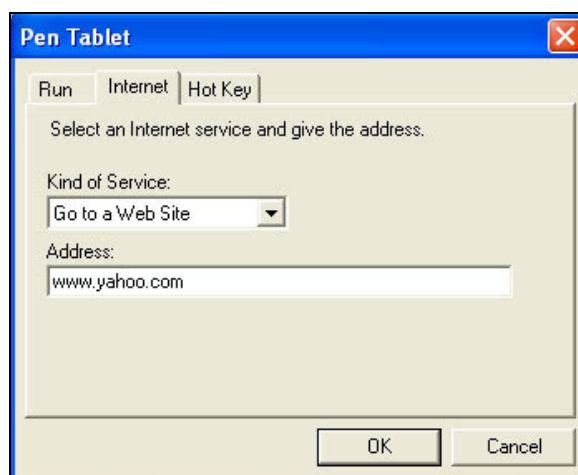 Pen Tablet
Run Internet Hot Key
Select an Internet service and give the address.
Kind of Service:
Go to a Web Site
Address:
www.yahoo.com
OK Cancel